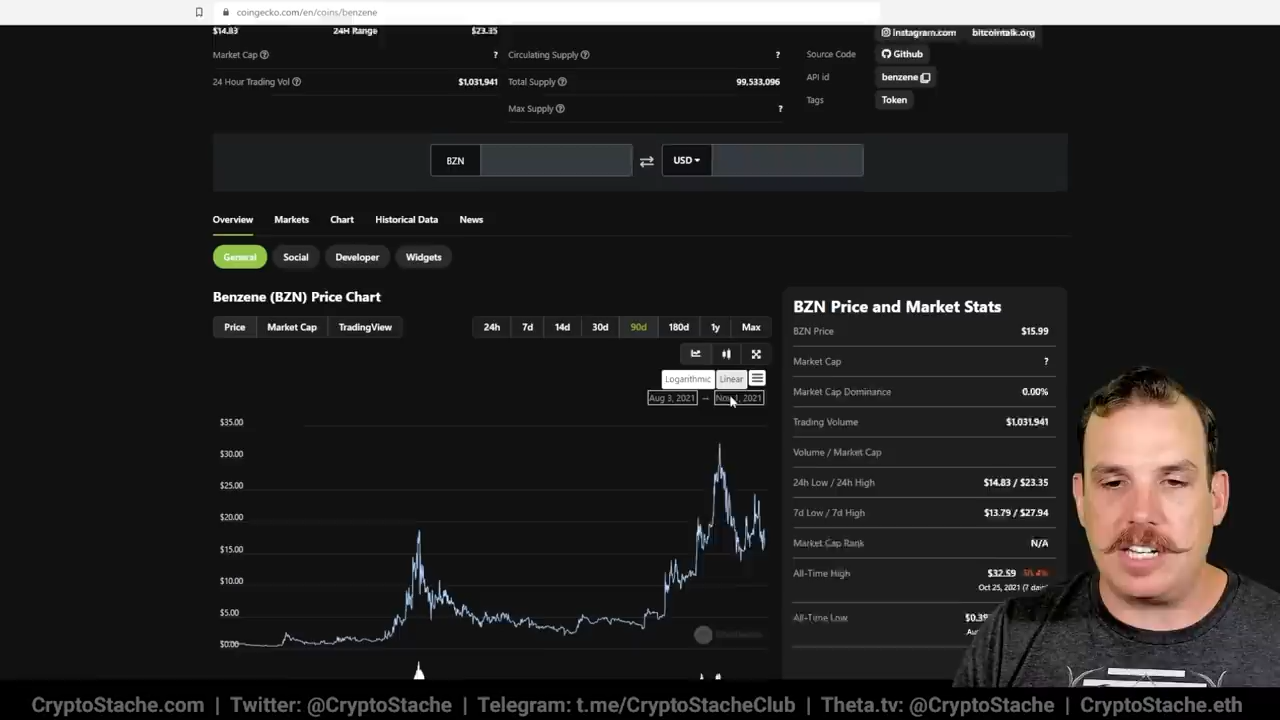 coingecko.com/en/coins/benzene
$14.83 24H Range $23.35
Instagram.com bitcointalk.org
Market Cap ?
Circulating Supply ?
Source Code Github
24 Hour Trading Vol $1,031,941
Total Supply 99,533,096
API id benzene
Max Supply ?
Tags Token
BZN
USD
Overview Markets Chart Historical Data News
General Social Developer Widgets
Benzene (BZN) Price Chart
Price Market Cap TradingView
24h 7d 14d 30d 90d 180d 1y Max
Logarithmic Linear
Aug 3, 2021 → Nov 1, 2021
$35.00
$30.00
$25.00
$20.00
$15.00
$10.00
$5.00
$0.00
BZN Price and Market Stats
BZN Price $15.99
Market Cap ?
Market Cap Dominance 0.00%
Trading Volume $1,031,941
Volume / Market Cap
24h Low / 24h High $14.83 / $23.35
7d Low / 7d High $13.79 / $27.94
Market Cap Rank N/A
All-Time High $32.59
Oct 25, 2021 (7 days
All-Time Low $0.39
CryptoStache.com | Twitter: @CryptoStache | Telegram: t.me/CryptoStacheClub | Theta.tv: @CryptoStache | CryptoStache.eth